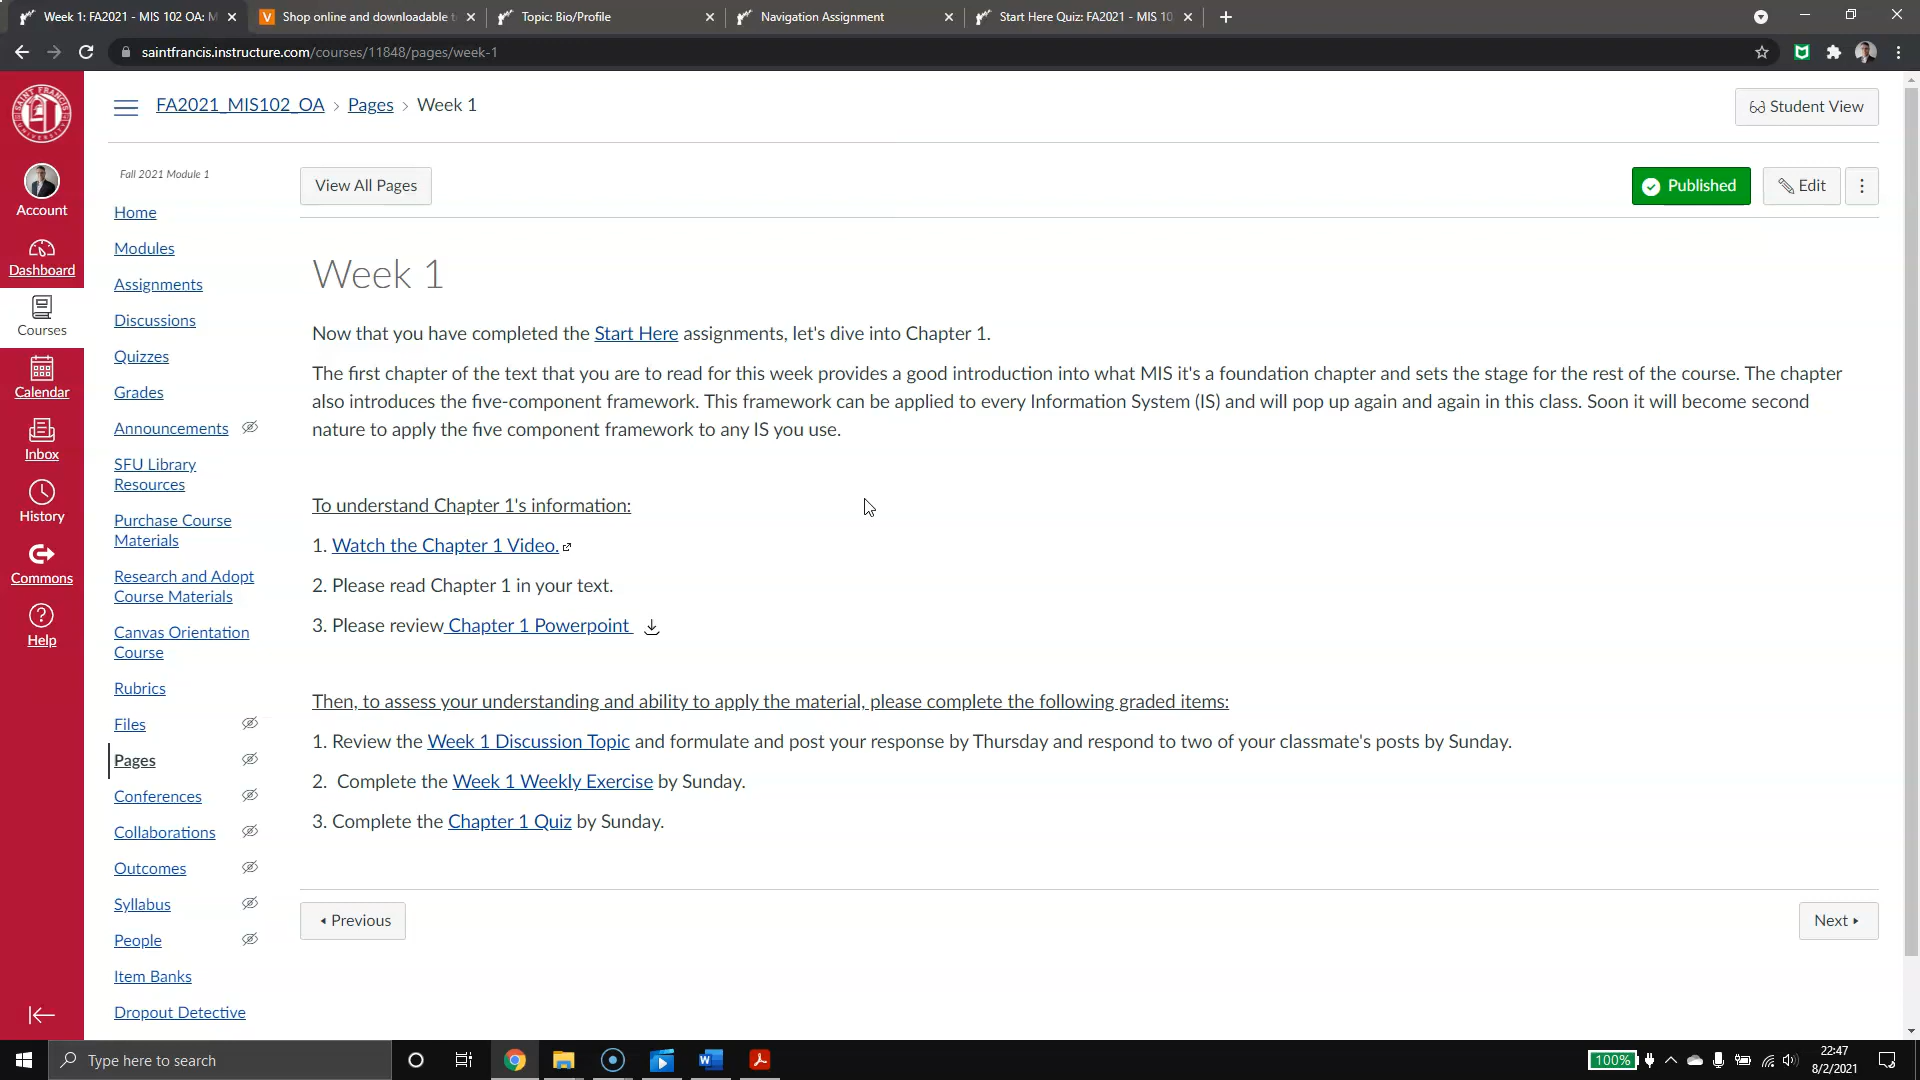 Week 1: FA2021 - MIS 102 OA: M
Shop online and downloadable t
Topic: Bio/Profile
Navigation Assignment
Start Here Quiz: FA2021 - MIS 10
saintfrancis.instructure.com/courses/11848/pages/week-1
FA2021_MIS102_OA › Pages › Week 1
Student View
Account
Dashboard
Courses
Calendar
Inbox
History
Commons
Help
Fall 2021 Module 1
Home
Modules
Assignments
Discussions
Quizzes
Grades
Announcements
SFU Library
Resources
Purchase Course
Materials
Research and Adopt
Course Materials
Canvas Orientation
Course
Rubrics
Files
Pages
Conferences
Collaborations
Outcomes
Syllabus
People
Item Banks
Dropout Detective
View All Pages
Published
Edit
Week 1
Now that you have completed the Start Here assignments, let's dive into Chapter 1.
The first chapter of the text that you are to read for this week provides a good introduction into what MIS it's a foundation chapter and sets the stage for the rest of the course. The chapter
also introduces the five-component framework. This framework can be applied to every Information System (IS) and will pop up again and again in this class. Soon it will become second
nature to apply the five component framework to any IS you use.
To understand Chapter 1's information:
1. Watch the Chapter 1 Video.
2. Please read Chapter 1 in your text.
3. Please review Chapter 1 Powerpoint
Then, to assess your understanding and ability to apply the material, please complete the following graded items:
1. Review the Week 1 Discussion Topic and formulate and post your response by Thursday and respond to two of your classmate's posts by Sunday.
2. Complete the Week 1 Weekly Exercise by Sunday.
3. Complete the Chapter 1 Quiz by Sunday.
Previous
Next
Type here to search
100%
22:47
8/2/2021